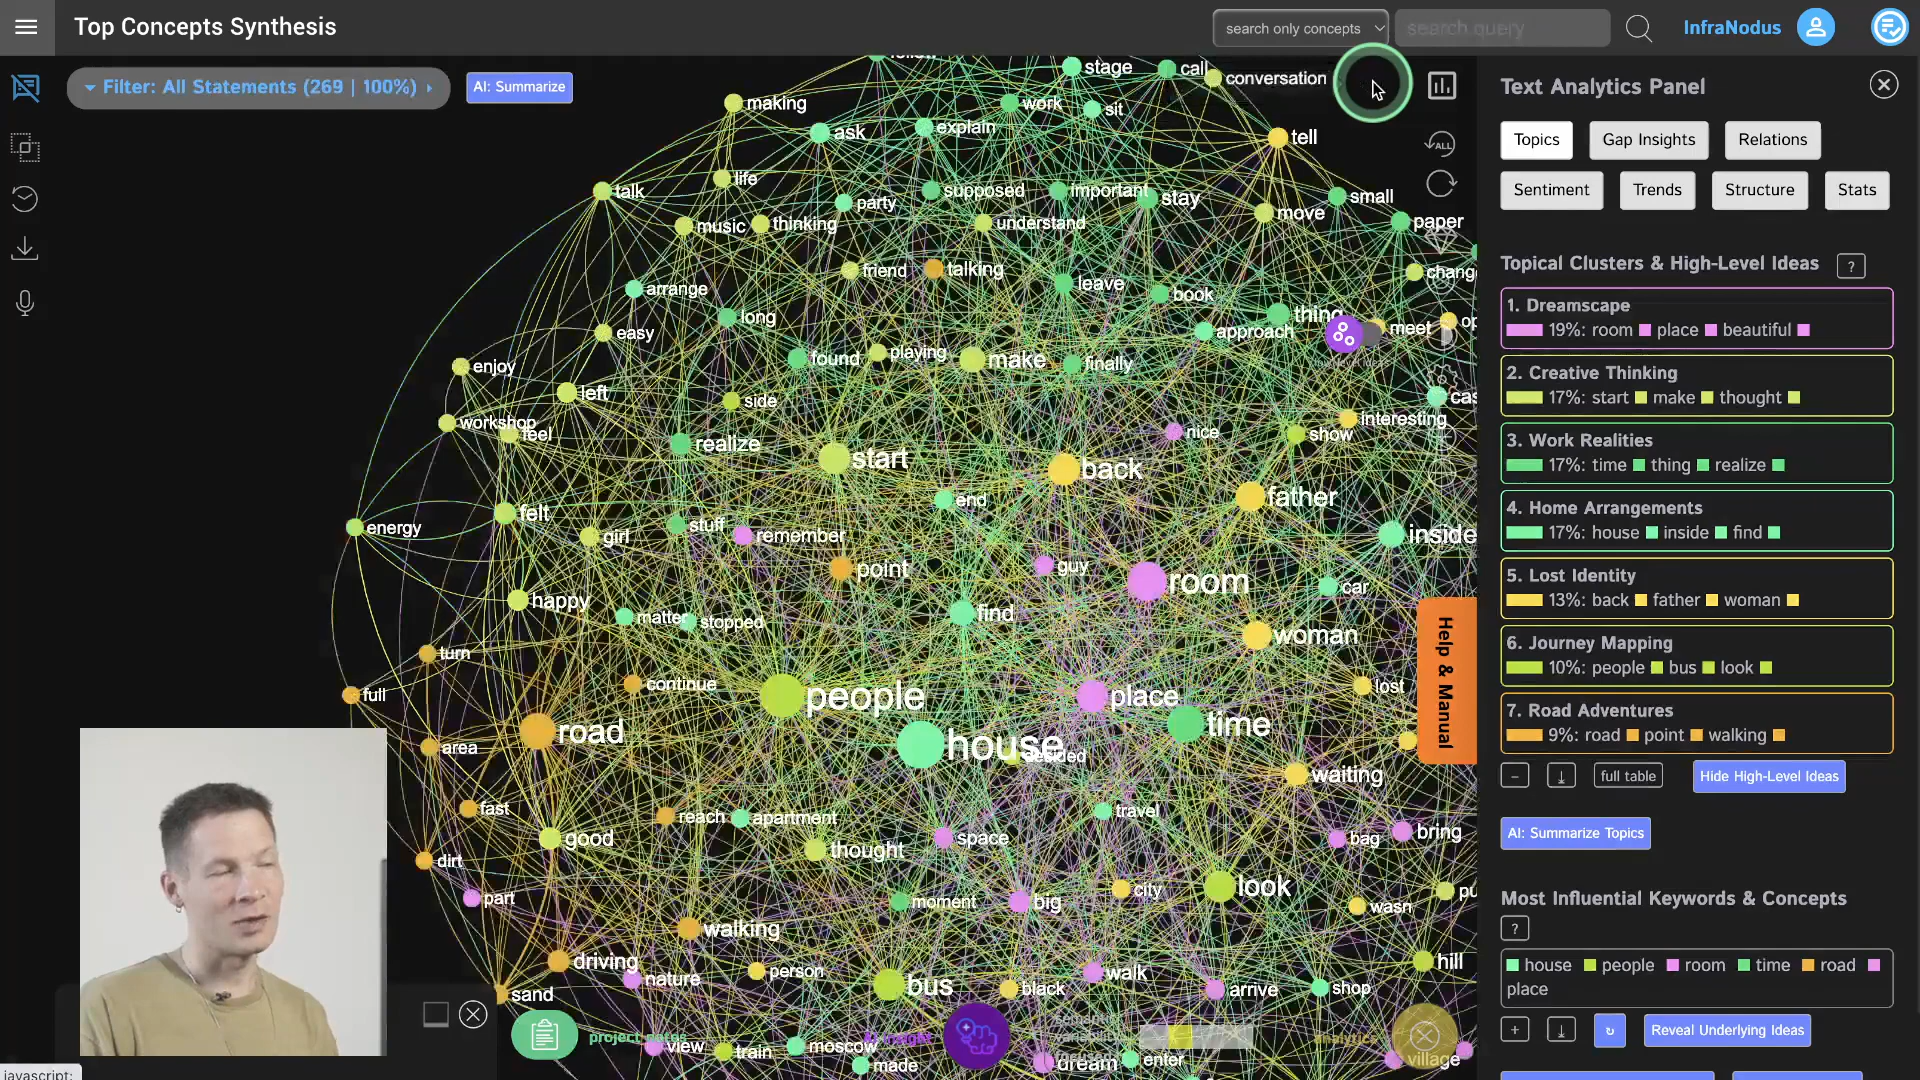 Top Concepts Synthesis
search only concepts
search query
InfraNodus
Filter: All Statements (269 | 100%)
AI: Summarize
stage
call
conversation
making
work
sit
ask
explain
tell
life
talk
supposed
important
party
stay
small
move
paper
music
thinking
understand
friend
talking
arrange
leave
book
long
thing
easy
approach
meet
found
playing
make
finally
enjoy
left
side
workshop
feel
nice
interesting
show
realize
start
back
end
father
felt
stuff
energy
girl
remember
inside
point
guy
room
car
happy
matter
stopped
find
woman
turn
continue
lost
full
people
place
road
time
house
decided
area
waiting
fast
reach
apartment
travel
good
space
bag
bring
thought
dirt
part
moment
big
city
look
wasn
walking
driving
nature
person
walk
hill
sand
bus
black
arrive
shop
project notes
view
train
moscow
made
dream
enter
analytics
village
Help & Manual
Text Analytics Panel
Topics
Gap Insights
Relations
Sentiment
Trends
Structure
Stats
Topical Clusters & High-Level Ideas
?
1. Dreamscape
19%: room place beautiful
2. Creative Thinking
17%: start make thought
3. Work Realities
17%: time thing realize
4. Home Arrangements
17%: house inside find
5. Lost Identity
13%: back father woman
6. Journey Mapping
10%: people bus look
7. Road Adventures
9%: road point walking
full table
Hide High-Level Ideas
AI: Summarize Topics
Most Influential Keywords & Concepts
?
house people room time road
place
Reveal Underlying Ideas
javascript:
ALL